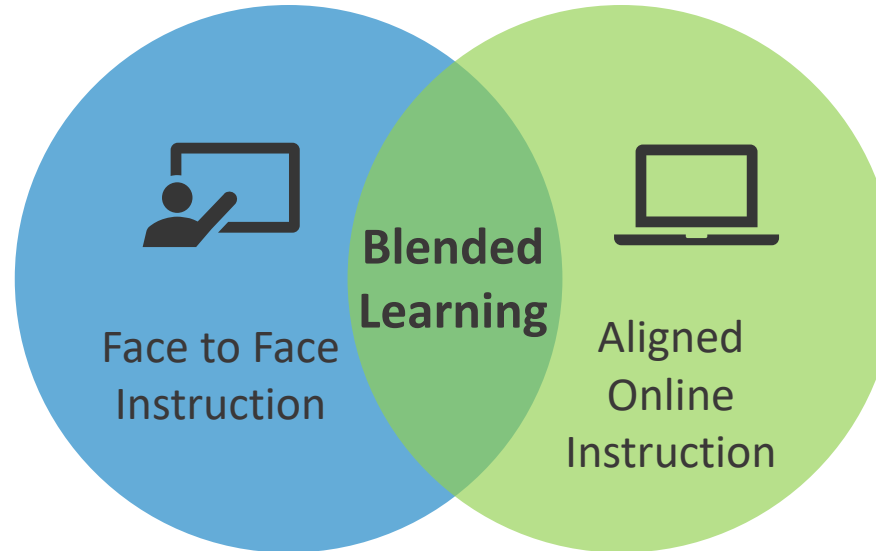 Face to Face
Instruction
Blended
Learning
Aligned
Online
Instruction